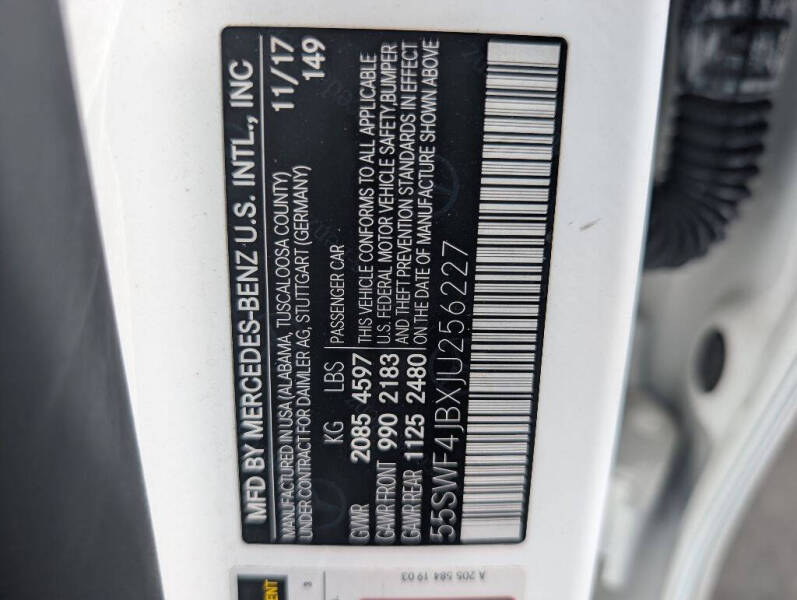 MFD BY MERCEDES-BENZ U.S. INTL., INC 11/17
MANUFACTURED IN USA (ALABAMA, TUSCALOOSA COUNTY) 149
UNDER CONTRACT FOR DAIMLER AG, STUTTGART (GERMANY)
KG LBS PASSENGER CAR
GVWR 2085 4597 THIS VEHICLE CONFORMS TO ALL APPLICABLE
GAWR FRONT 990 2183 U.S. FEDERAL MOTOR VEHICLE SAFETY,BUMPER
GAWR REAR 1125 2480 AND THEFT PREVENTION STANDARDS IN EFFECT
ON THE DATE OF MANUFACTURE SHOWN ABOVE
55SWF4JBXJU256227
A 205 584 19 03